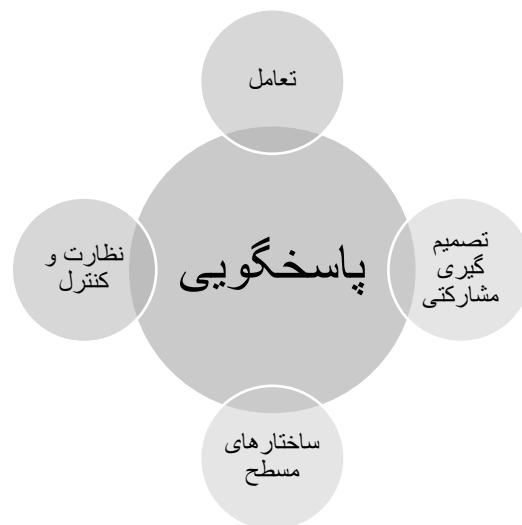 تعامل
تصمیم
گیری
مشارکتی
پاسخگویی
نظارت و
کنترل
ساختارهای
مسطح